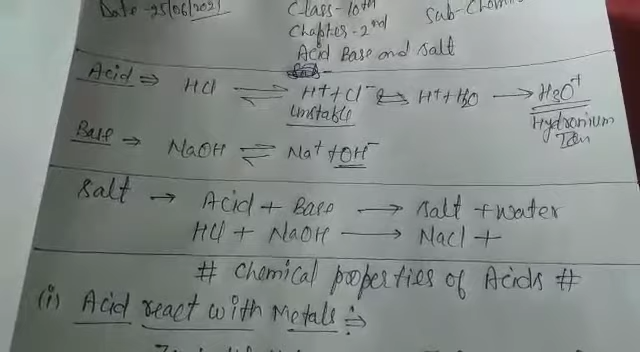 Date - 25/06/2021 Class - 10th Sub - Chemi
Chapter - 2nd
Acid Base and Salt
Acid ⇒ HCl ⇌ H⁺ + Cl⁻ ⇌ H⁺ + H₂O → H₃O⁺
Unstable Hydronium
Ion
Base → NaOH ⇌ Na⁺ + OH⁻
Salt → Acid + Base → Salt + water
HCl + NaOH → NaCl +
# Chemical properties of Acids #
(i) Acid react with Metals ⇒